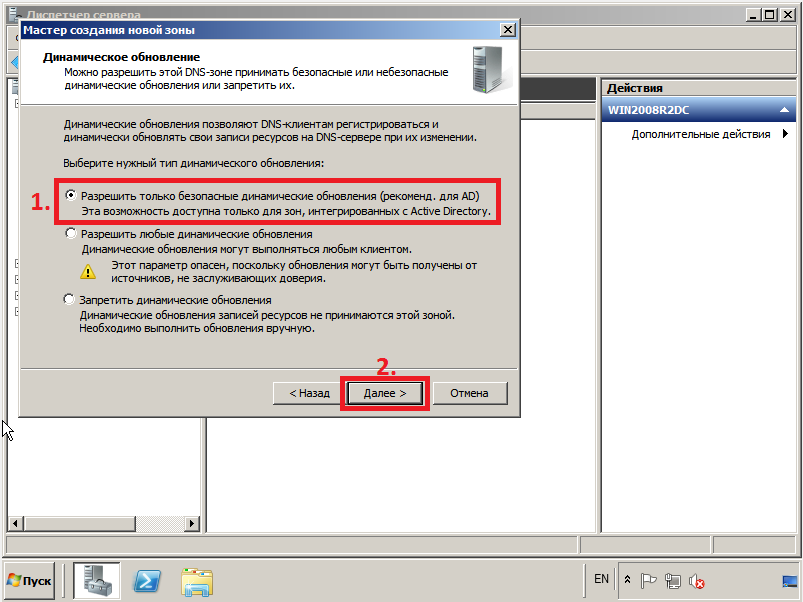 Диспетчер сервера
Мастер создания новой зоны
Динамическое обновление
Можно разрешить этой DNS-зоне принимать безопасные или небезопасные
динамические обновления или запретить их.
Динамические обновления позволяют DNS-клиентам регистрироваться и
динамически обновлять свои записи ресурсов на DNS-сервере при их изменении.
Выберите нужный тип динамического обновления:
1.
Разрешить только безопасные динамические обновления (рекоменд. для AD)
Эта возможность доступна только для зон, интегрированных с Active Directory.
Разрешить любые динамические обновления
Динамические обновления могут выполняться любым клиентом.
Этот параметр опасен, поскольку обновления могут быть получены от
источников, не заслуживающих доверия.
Запретить динамические обновления
Динамические обновления записей ресурсов не принимаются этой зоной.
Необходимо выполнить обновления вручную.
2.
< Назад
Далее >
Отмена
Действия
WIN2008R2DC
Дополнительные действия
Пуск
EN